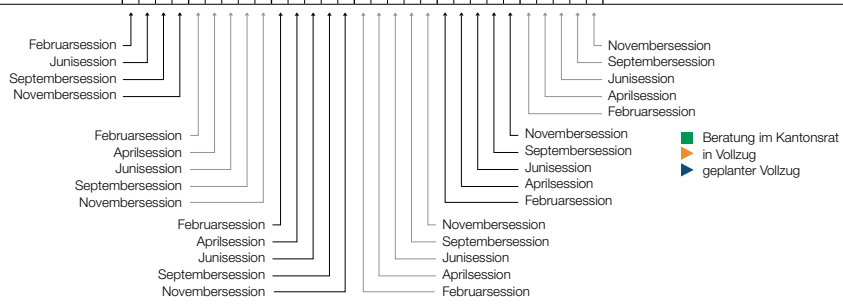 Februarsession
Junisession
Septembersession
Novembersession
Februarsession
Aprilsession
Junisession
Septembersession
Novembersession
Februarsession
Aprilsession
Junisession
Septembersession
Novembersession
Novembersession
Septembersession
Junisession
Aprilsession
Februarsession
Novembersession
Septembersession
Junisession
Aprilsession
Februarsession
Novembersession
Septembersession
Junisession
Aprilsession
Februarsession
Beratung im Kantonsrat
in Vollzug
geplanter Vollzug